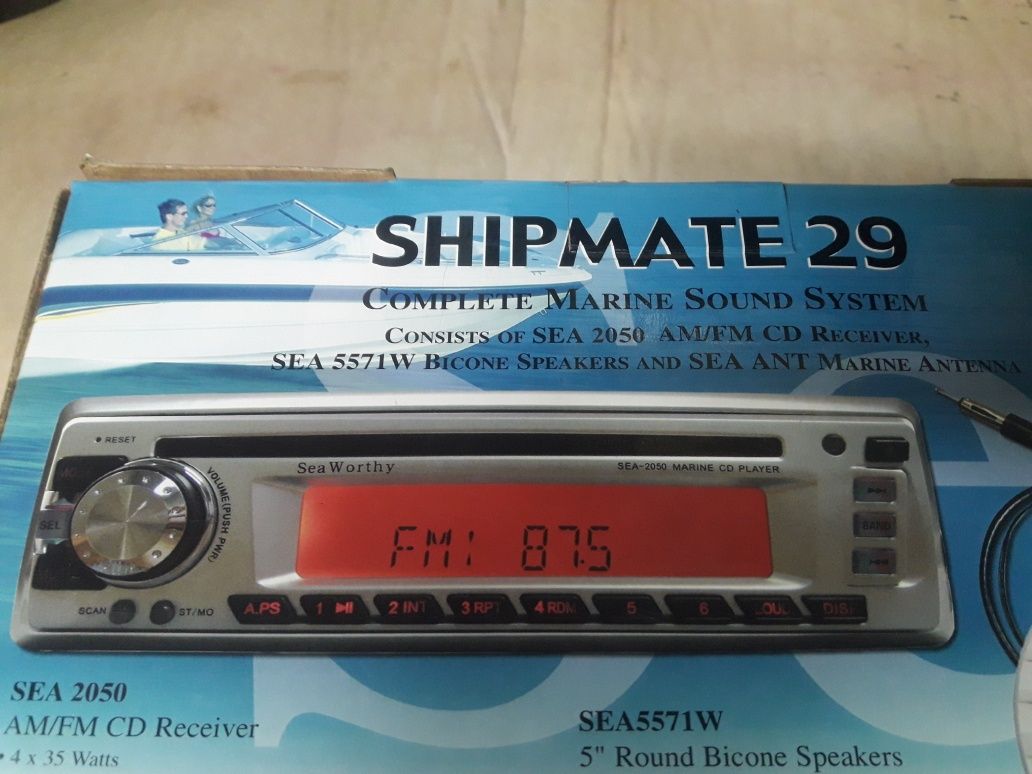 SHIPMATE 29
COMPLETE MARINE SOUND SYSTEM
CONSISTS OF SEA 2050 AM/FM CD RECEIVER,
SEA 5571W BICONE SPEAKERS AND SEA ANT MARINE ANTENNA
RESET
SeaWorthy
SEA-2050 MARINE CD PLAYER
VOLUME(PUSH PWR)
SEL
BAND
FM1 87.5
SCAN
ST/MO
A.PS 1 2 INT 3 RPT 4 RDM 5 6 LOUD DISP
SEA 2050
AM/FM CD Receiver
• 4 x 35 Watts
SEA5571W
5" Round Bicone Speakers